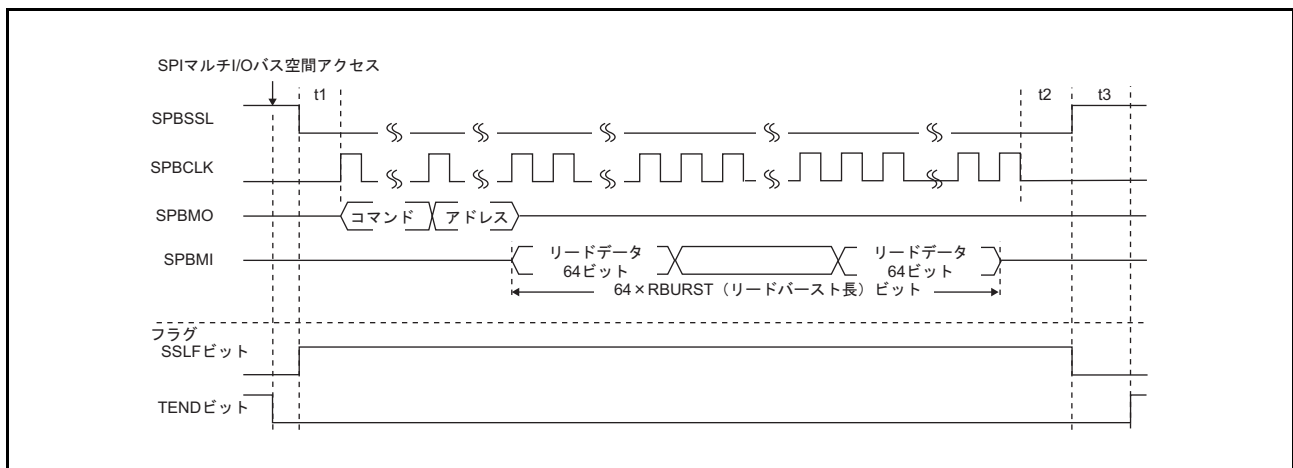 SPIマルチI/Oバス空間アクセス
t1
t2
t3
SPBSSL
SPBCLK
SPBMO
コマンド
アドレス
SPBMI
リードデータ
64ビット
リードデータ
64ビット
64×RBURST（リードバースト長）ビット
フラグ
SSLFビット
TENDビット